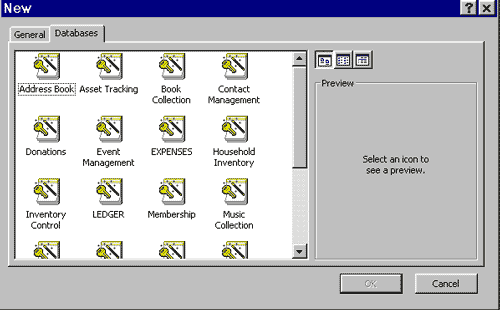 New
General Databases
Address Book Asset Tracking Book Collection Contact Management
Donations Event Management EXPENSES Household Inventory
Inventory Control LEDGER Membership Music Collection
Preview
Select an icon to
see a preview.
OK Cancel